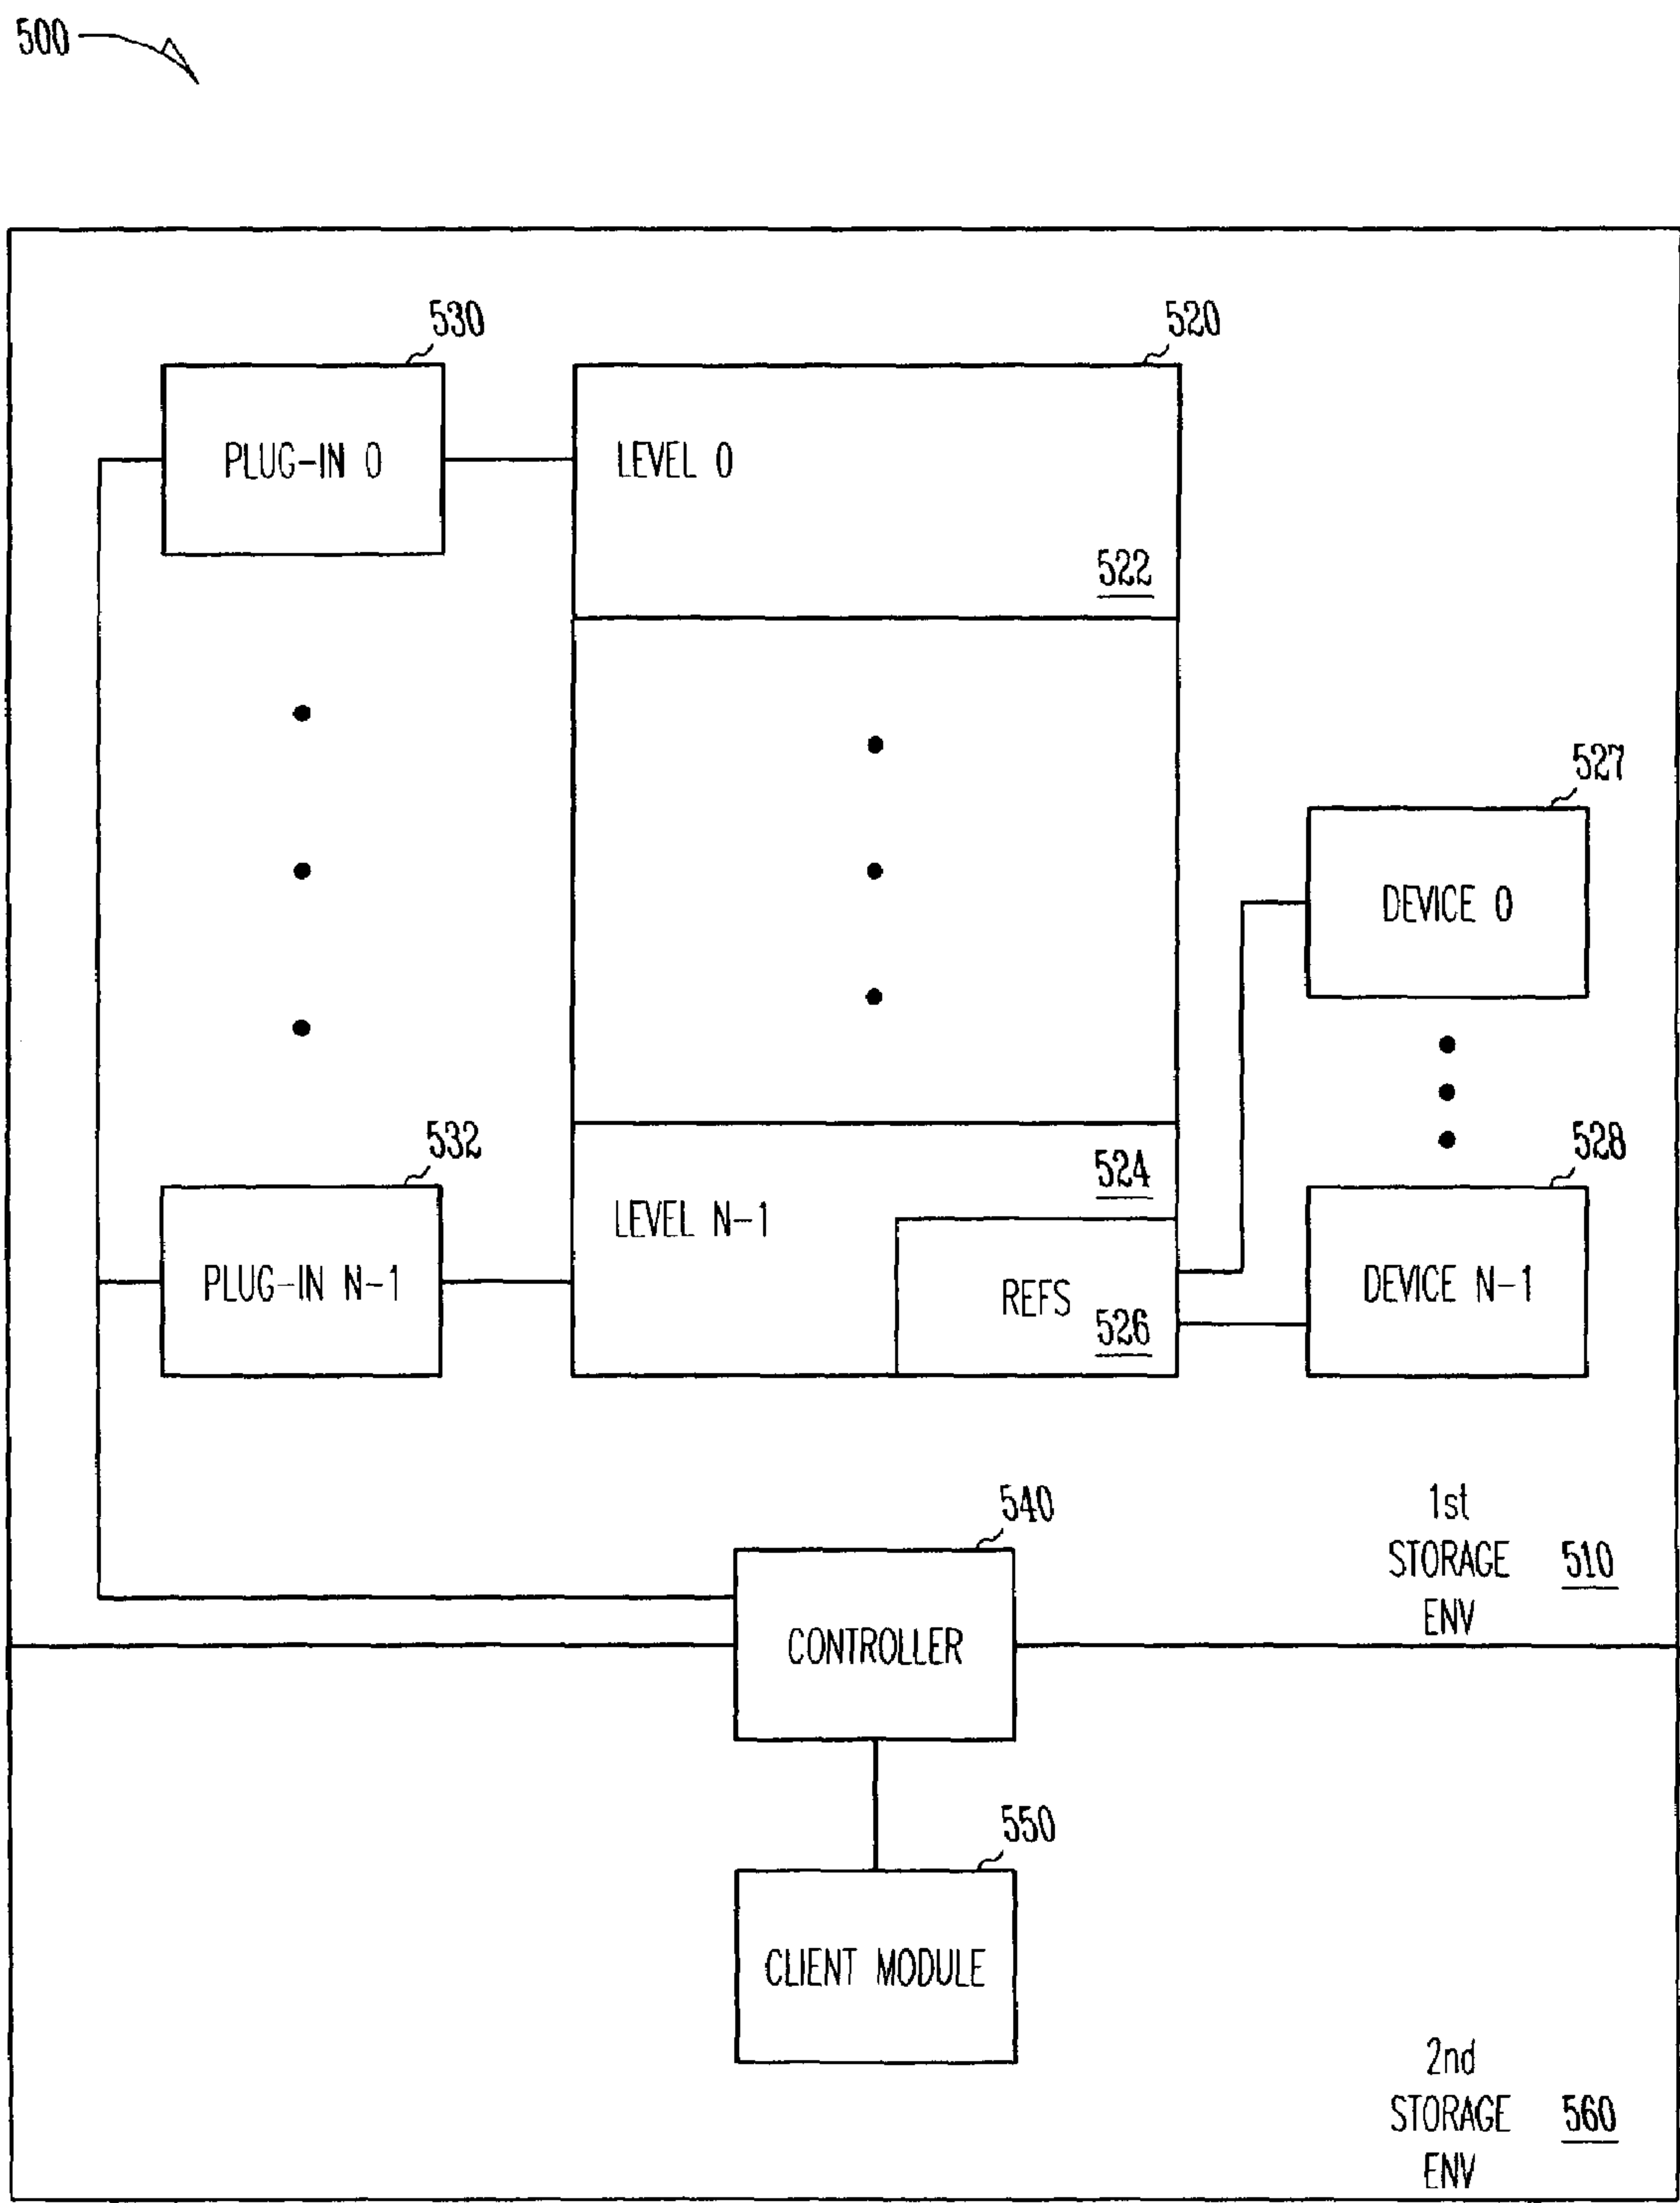 500
530
520
PLUG-IN 0
LEVEL 0
522
527
DEVICE 0
532
524
528
LEVEL N-1
PLUG-IN N-1
REFS
DEVICE N-1
526
540
1st
STORAGE 510
ENV
CONTROLLER
550
CLIENT MODULE
2nd
STORAGE 560
ENV